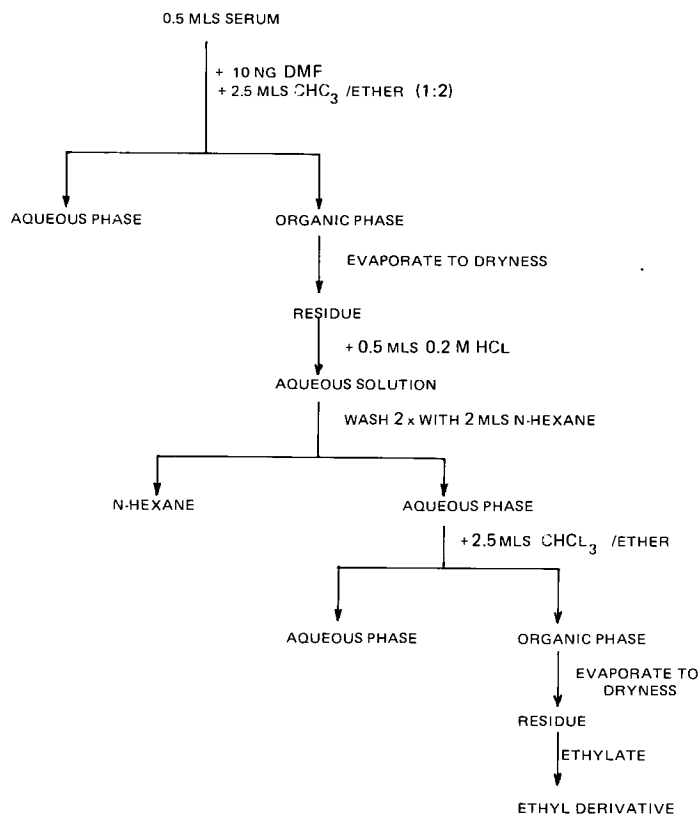 0.5 MLS SERUM
+ 10 NG DMF
+ 2.5 MLS CHC3 /ETHER (1:2)
AQUEOUS PHASE
ORGANIC PHASE
EVAPORATE TO DRYNESS
RESIDUE
+ 0.5 MLS 0.2 M HCL
AQUEOUS SOLUTION
WASH 2 x WITH 2 MLS N-HEXANE
N-HEXANE
AQUEOUS PHASE
+ 2.5 MLS CHCL3 /ETHER
AQUEOUS PHASE
ORGANIC PHASE
EVAPORATE TO
DRYNESS
RESIDUE
ETHYLATE
ETHYL DERIVATIVE